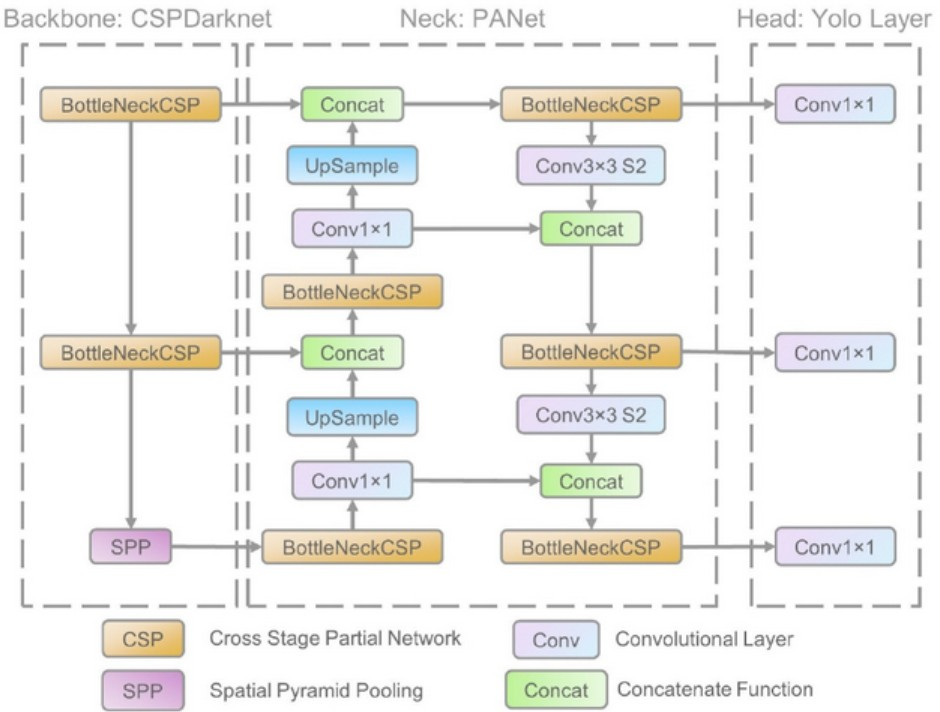 Backbone: CSPDarknet
Neck: PANet
Head: Yolo Layer
BottleNeckCSP
Concat
BottleNeckCSP
Conv1×1
UpSample
Conv3×3 S2
Conv1×1
Concat
BottleNeckCSP
BottleNeckCSP
Concat
BottleNeckCSP
Conv1×1
UpSample
Conv3×3 S2
Conv1×1
Concat
SPP
BottleNeckCSP
BottleNeckCSP
Conv1×1
CSP
Cross Stage Partial Network
Conv
Convolutional Layer
SPP
Spatial Pyramid Pooling
Concat
Concatenate Function